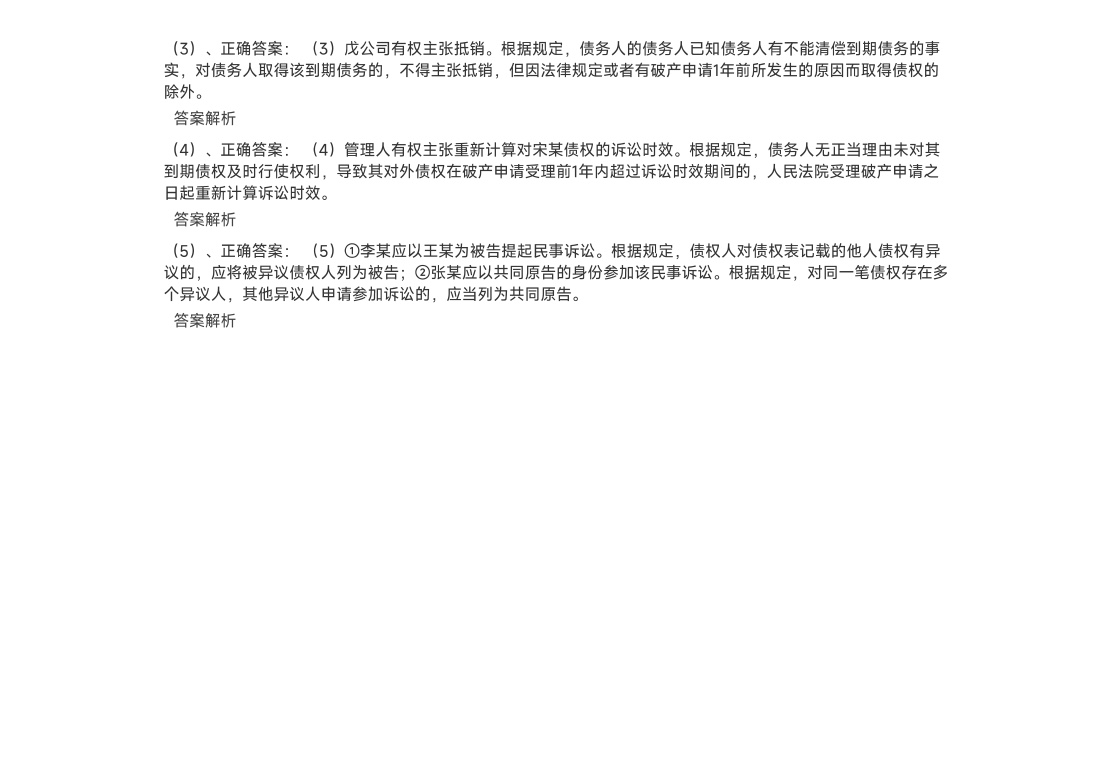 （3）、正确答案： （3）戊公司有权主张抵销。根据规定，债务人的债务人已知债务人有不能清偿到期债务的事
实，对债务人取得该到期债务的，不得主张抵销，但因法律规定或者有破产申请1年前所发生的原因而取得债权的
除外。
答案解析
（4）、正确答案： （4）管理人有权主张重新计算对宋某债权的诉讼时效。根据规定，债务人无正当理由未对其
到期债权及时行使权利，导致其对外债权在破产申请受理前1年内超过诉讼时效期间的，人民法院受理破产申请之
日起重新计算诉讼时效。
答案解析
（5）、正确答案： （5）①李某应以王某为被告提起民事诉讼。根据规定，债权人对债权表记载的他人债权有异
议的，应将被异议债权人列为被告；②张某应以共同原告的身份参加该民事诉讼。根据规定，对同一笔债权存在多
个异议人，其他异议人申请参加诉讼的，应当列为共同原告。
答案解析